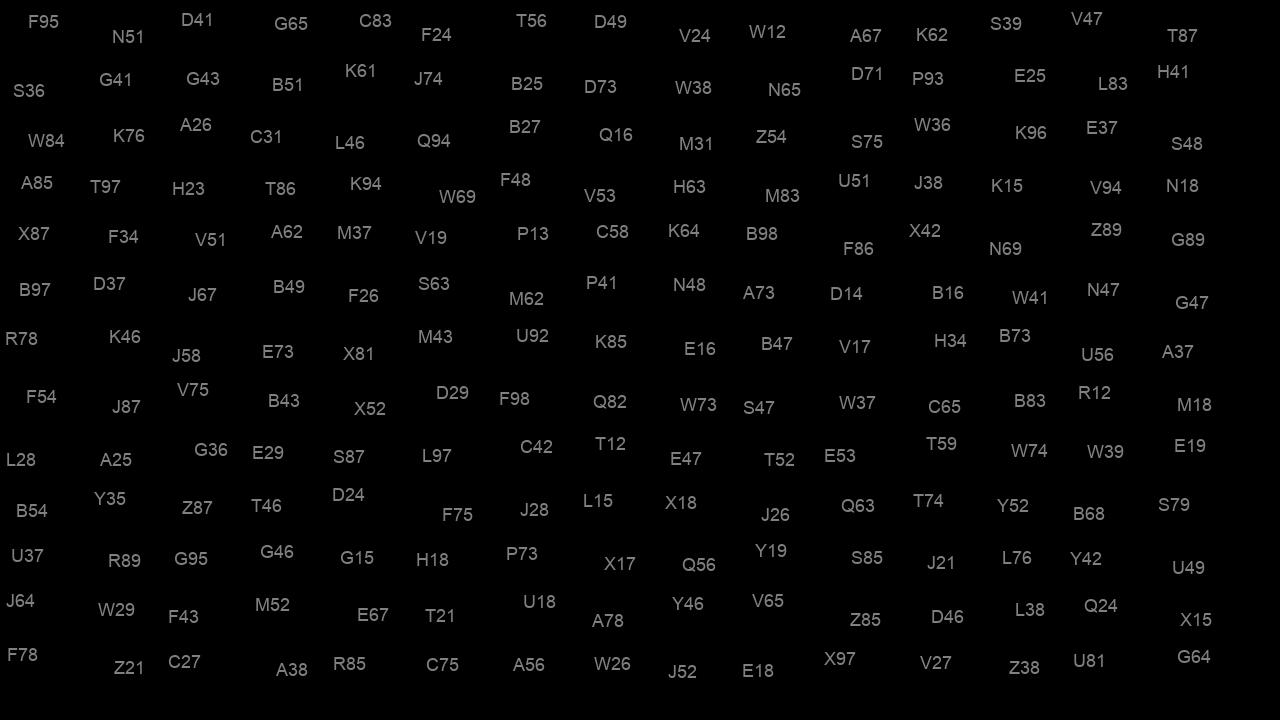 F95 N51 D41 G65 C83 F24 T56 D49 V24 W12 A67 K62 S39 V47 T87
S36 G41 G43 B51 K61 J74 B25 D73 W38 N65 D71 P93 E25 L83 H41
W84 K76 A26 C31 L46 Q94 B27 Q16 M31 Z54 S75 W36 K96 E37 S48
A85 T97 H23 T86 K94 W69 F48 V53 H63 M83 U51 J38 K15 V94 N18
X87 F34 V51 A62 M37 V19 P13 C58 K64 B98 F86 X42 N69 Z89 G89
B97 D37 J67 B49 F26 S63 M62 P41 N48 A73 D14 B16 W41 N47 G47
R78 K46 J58 E73 X81 M43 U92 K85 E16 B47 V17 H34 B73 U56 A37
F54 J87 V75 B43 X52 D29 F98 Q82 W73 S47 W37 C65 B83 R12 M18
L28 A25 G36 E29 S87 L97 C42 T12 E47 T52 E53 T59 W74 W39 E19
B54 Y35 Z87 T46 D24 F75 J28 L15 X18 J26 Q63 T74 Y52 B68 S79
U37 R89 G95 G46 G15 H18 P73 X17 Q56 Y19 S85 J21 L76 Y42 U49
J64 W29 F43 M52 E67 T21 U18 A78 Y46 V65 Z85 D46 L38 Q24 X15
F78 Z21 C27 A38 R85 C75 A56 W26 J52 E18 X97 V27 Z38 U81 G64